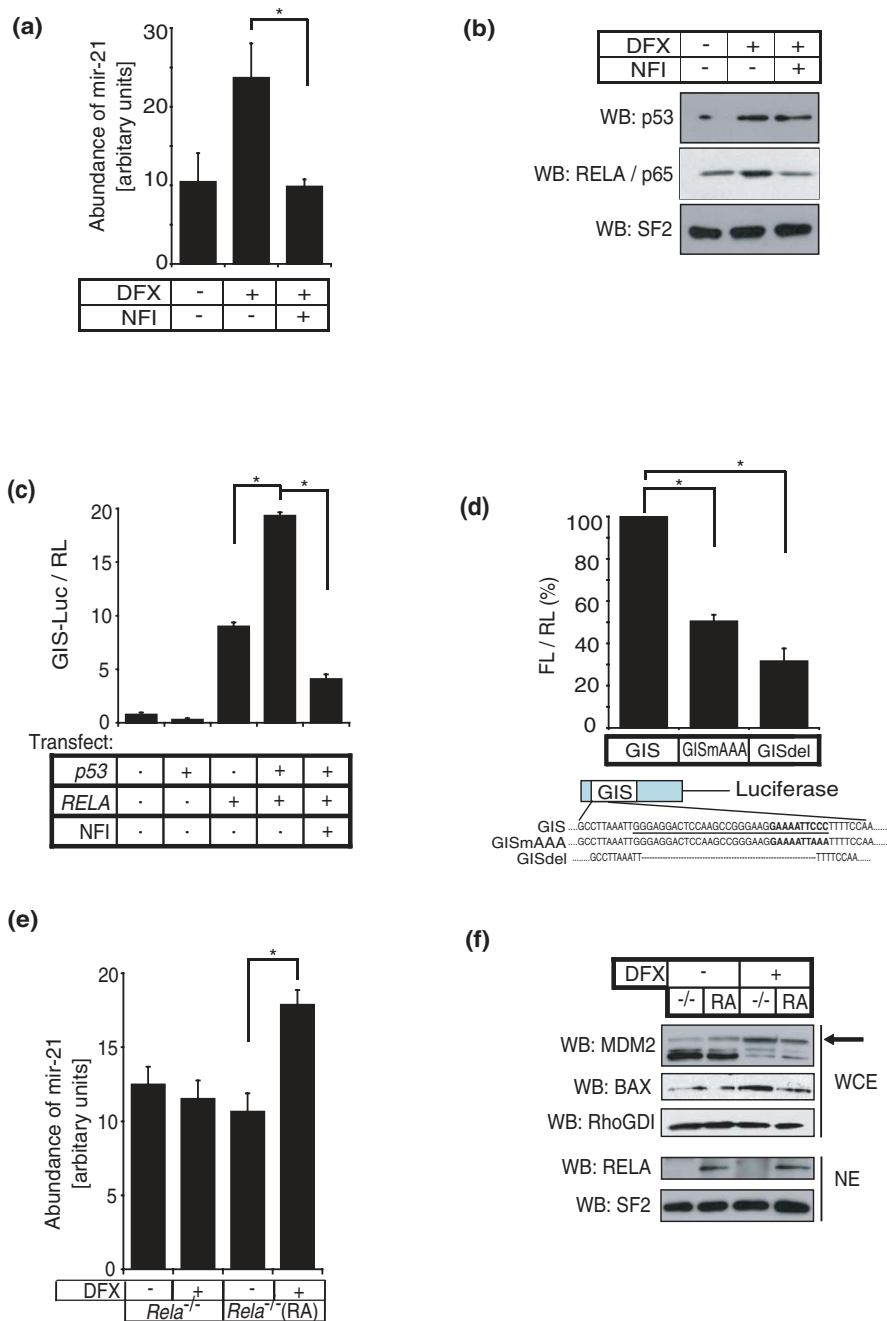 (a)
Abundance of mir-21
[arbitary units]
30
20
10
0
*
DFX - + +
NFI - - +
(b)
DFX - + +
NFI - - +
WB: p53
WB: RELA / p65
WB: SF2
(c)
GIS-Luc / RL
20
15
10
5
0
* *
Transfect:
p53 · + · + +
RELA · · + + +
NFI · · · · +
(d)
FL / RL (%)
100
80
60
40
20
0
*
*
GIS GISmAAA GISdel
GIS Luciferase
GIS ....GCCTTAAATTGGGAGGACTCCAAGCCGGGAAGGAAAATTCCCTTTTCCAA......
GISmAAA ....GCCTTAAATTGGGAGGACTCCAAGCCGGGAAGGAAAATTAAATTTTCCAA......
GISdel ........GCCTTAAATT--------------------------------TTTTCCAA........
(e)
Abundance of mir-21
[arbitary units]
20
15
10
5
0
*
DFX - + - +
Rela-/- Rela-/-(RA)
(f)
DFX - +
-/- RA -/- RA
WB: MDM2
WB: BAX
WB: RhoGDI
WCE
WB: RELA
WB: SF2
NE